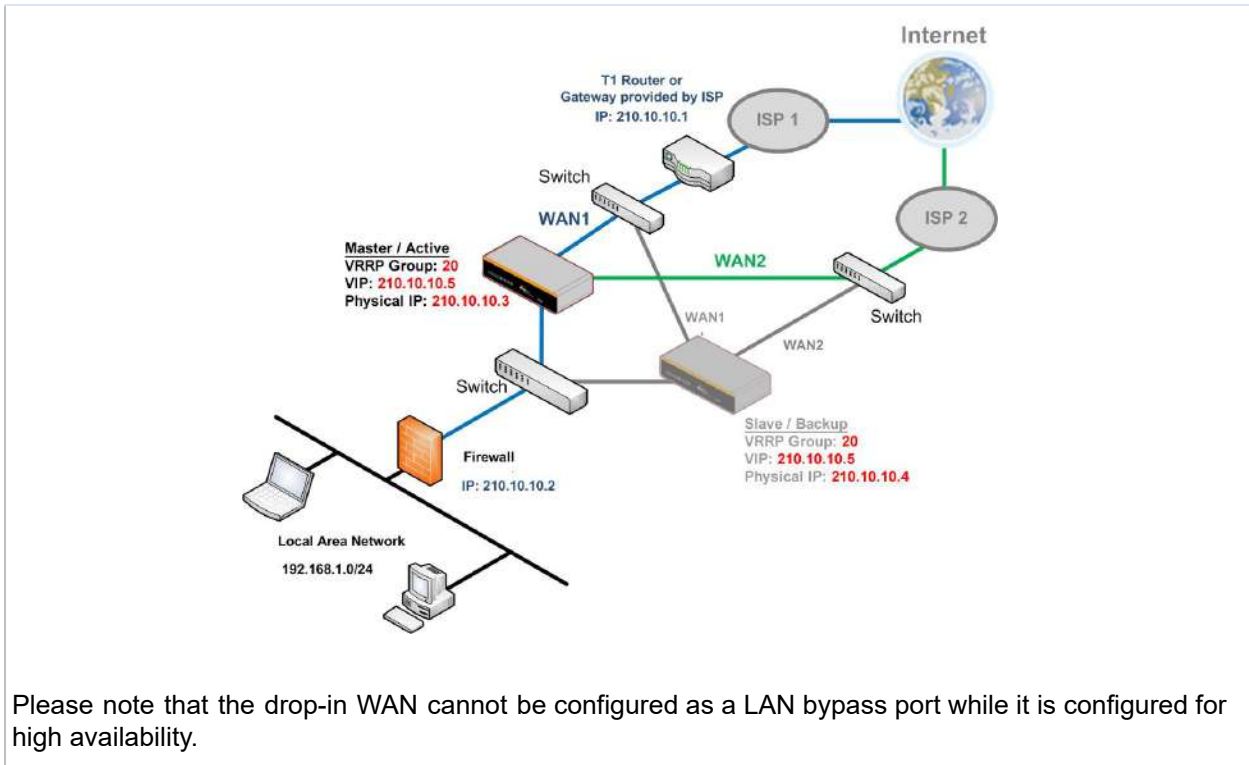 Internet
T1 Router or
Gateway provided by ISP
IP: 210.10.10.1
ISP 1
Switch
WAN1
ISP 2
Master / Active
VRRP Group: 20
VIP: 210.10.10.5
Physical IP: 210.10.10.3
WAN2
Switch
WAN1
WAN2
Switch
Slave / Backup
VRRP Group: 20
VIP: 210.10.10.5
Physical IP: 210.10.10.4
Firewall
IP: 210.10.10.2
Local Area Network
192.168.1.0/24
Please note that the drop-in WAN cannot be configured as a LAN bypass port while it is configured for
high availability.